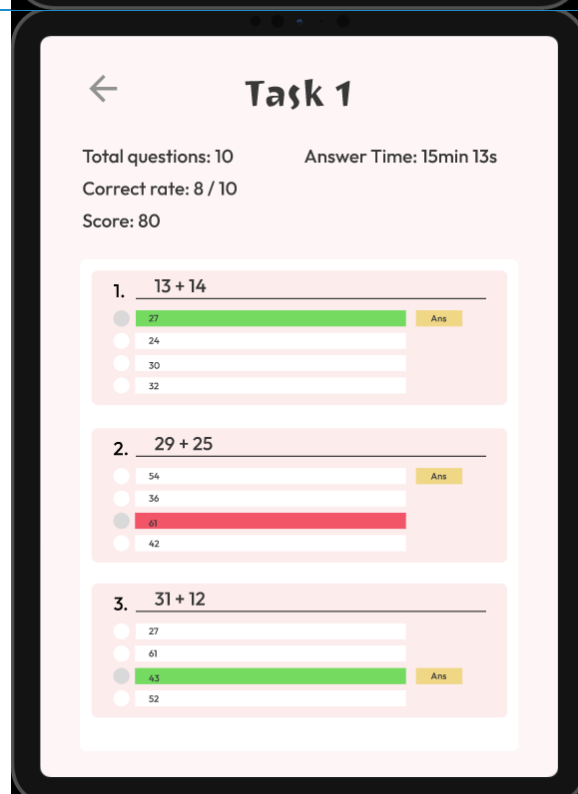 Task 1
Total questions: 10 Answer Time: 15min 13s
Correct rate: 8 / 10
Score: 80
1. 13 + 14
27 Ans
24
30
32
2. 29 + 25
54 Ans
36
61
42
3. 31 + 12
27
61
43 Ans
52